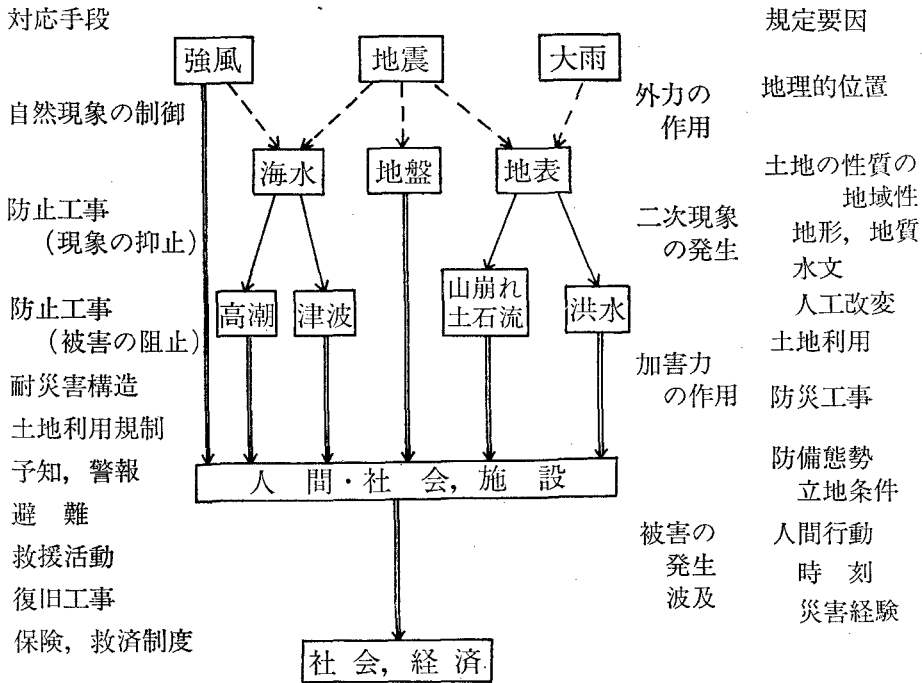 対応手段
規定要因
強風
地震
大雨
自然現象の制御
外力の
作用
地理的位置
海水
地盤
地表
土地の性質の
地域性
地形，地質
水文
人工改変
防止工事
（現象の抑止）
二次現象
の発生
高潮
津波
山崩れ
土石流
洪水
防止工事
（被害の阻止）
土地利用
加害力
の作用
耐災害構造
防災工事
土地利用規制
予知，警報
人間・社会，施設
防備態勢
立地条件
避難
救援活動
復旧工事
保険，救済制度
被害の
発生
波及
人間行動
時刻
災害経験
社会，経済